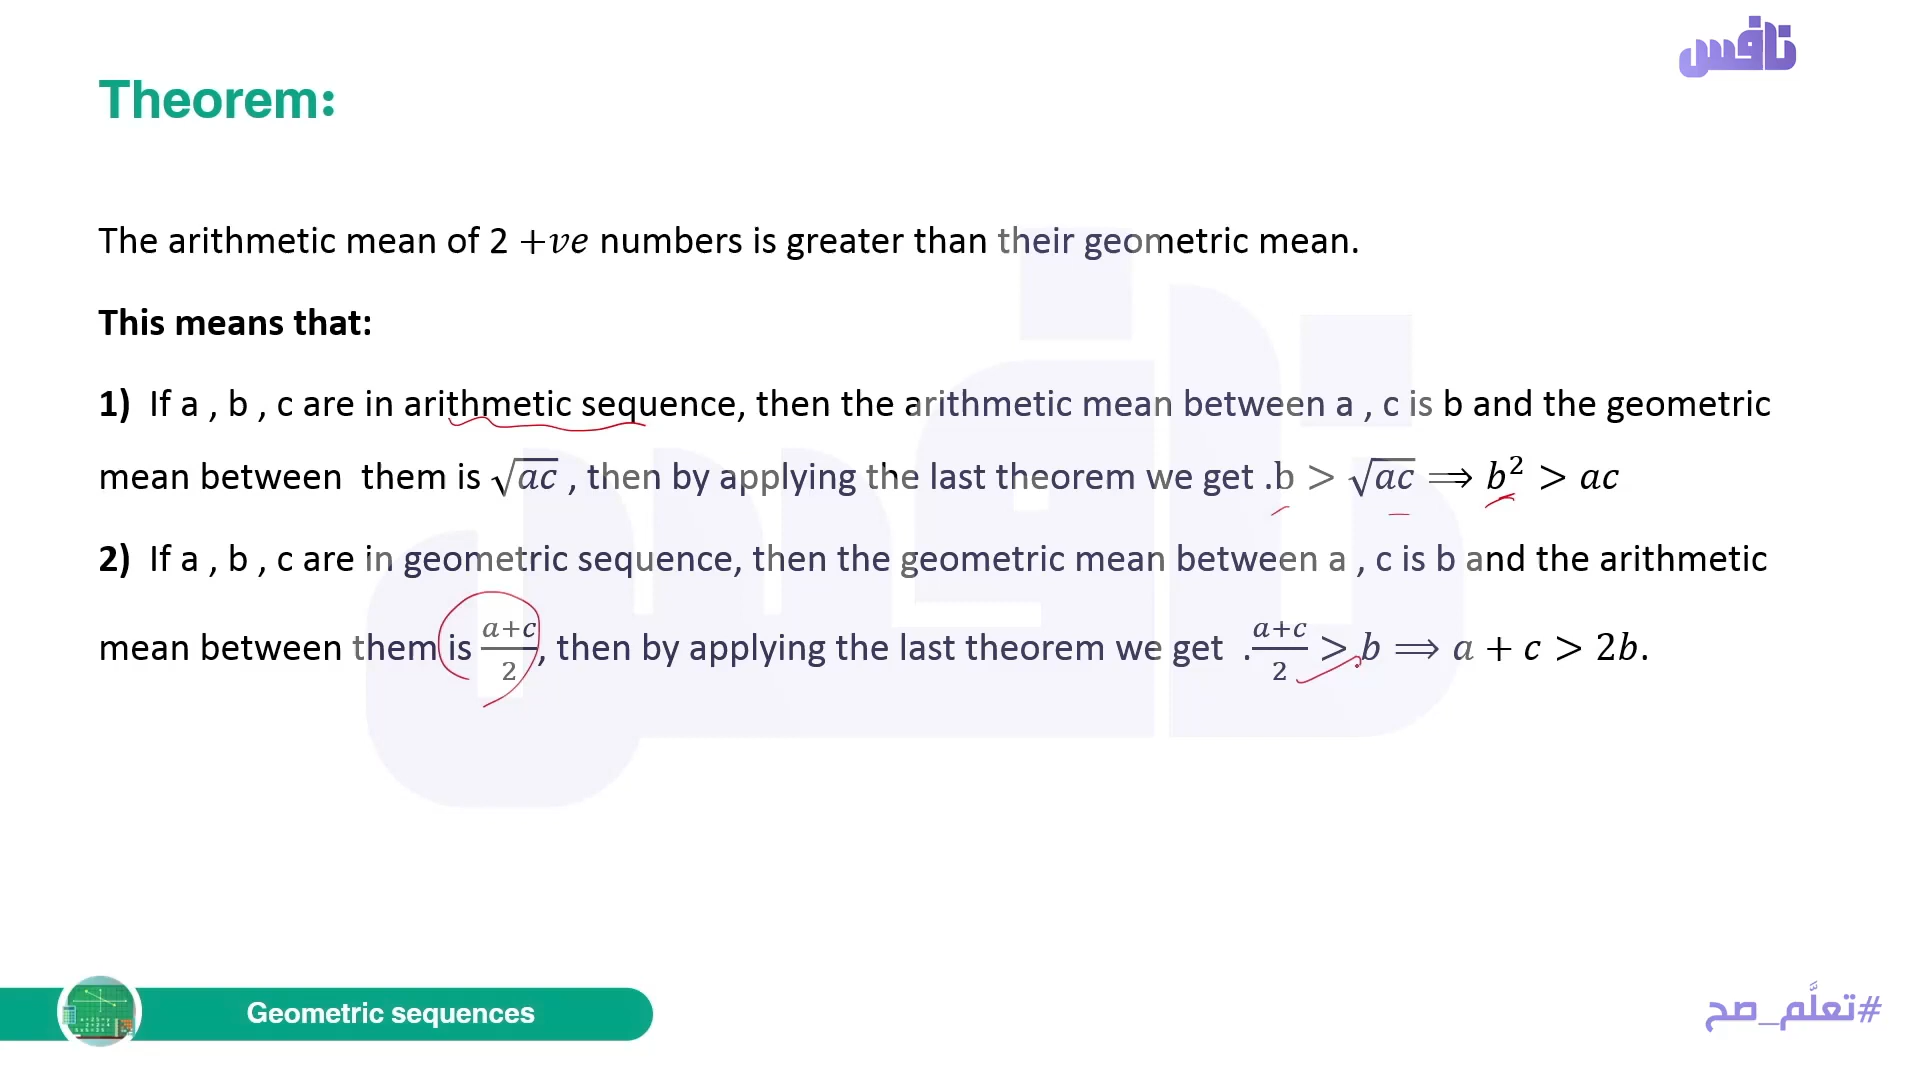 نافس
Theorem:
The arithmetic mean of 2 +ve numbers is greater than their geometric mean.
This means that:
1) If a , b , c are in arithmetic sequence, then the arithmetic mean between a , c is b and the geometric
mean between them is √ac , then by applying the last theorem we get .b > √ac ⟹ b² > ac
2) If a , b , c are in geometric sequence, then the geometric mean between a , c is b and the arithmetic
mean between them is (a+c)/2, then by applying the last theorem we get .(a+c)/2 > b ⟹ a + c > 2b.
Geometric sequences
#تعلَّم_صح